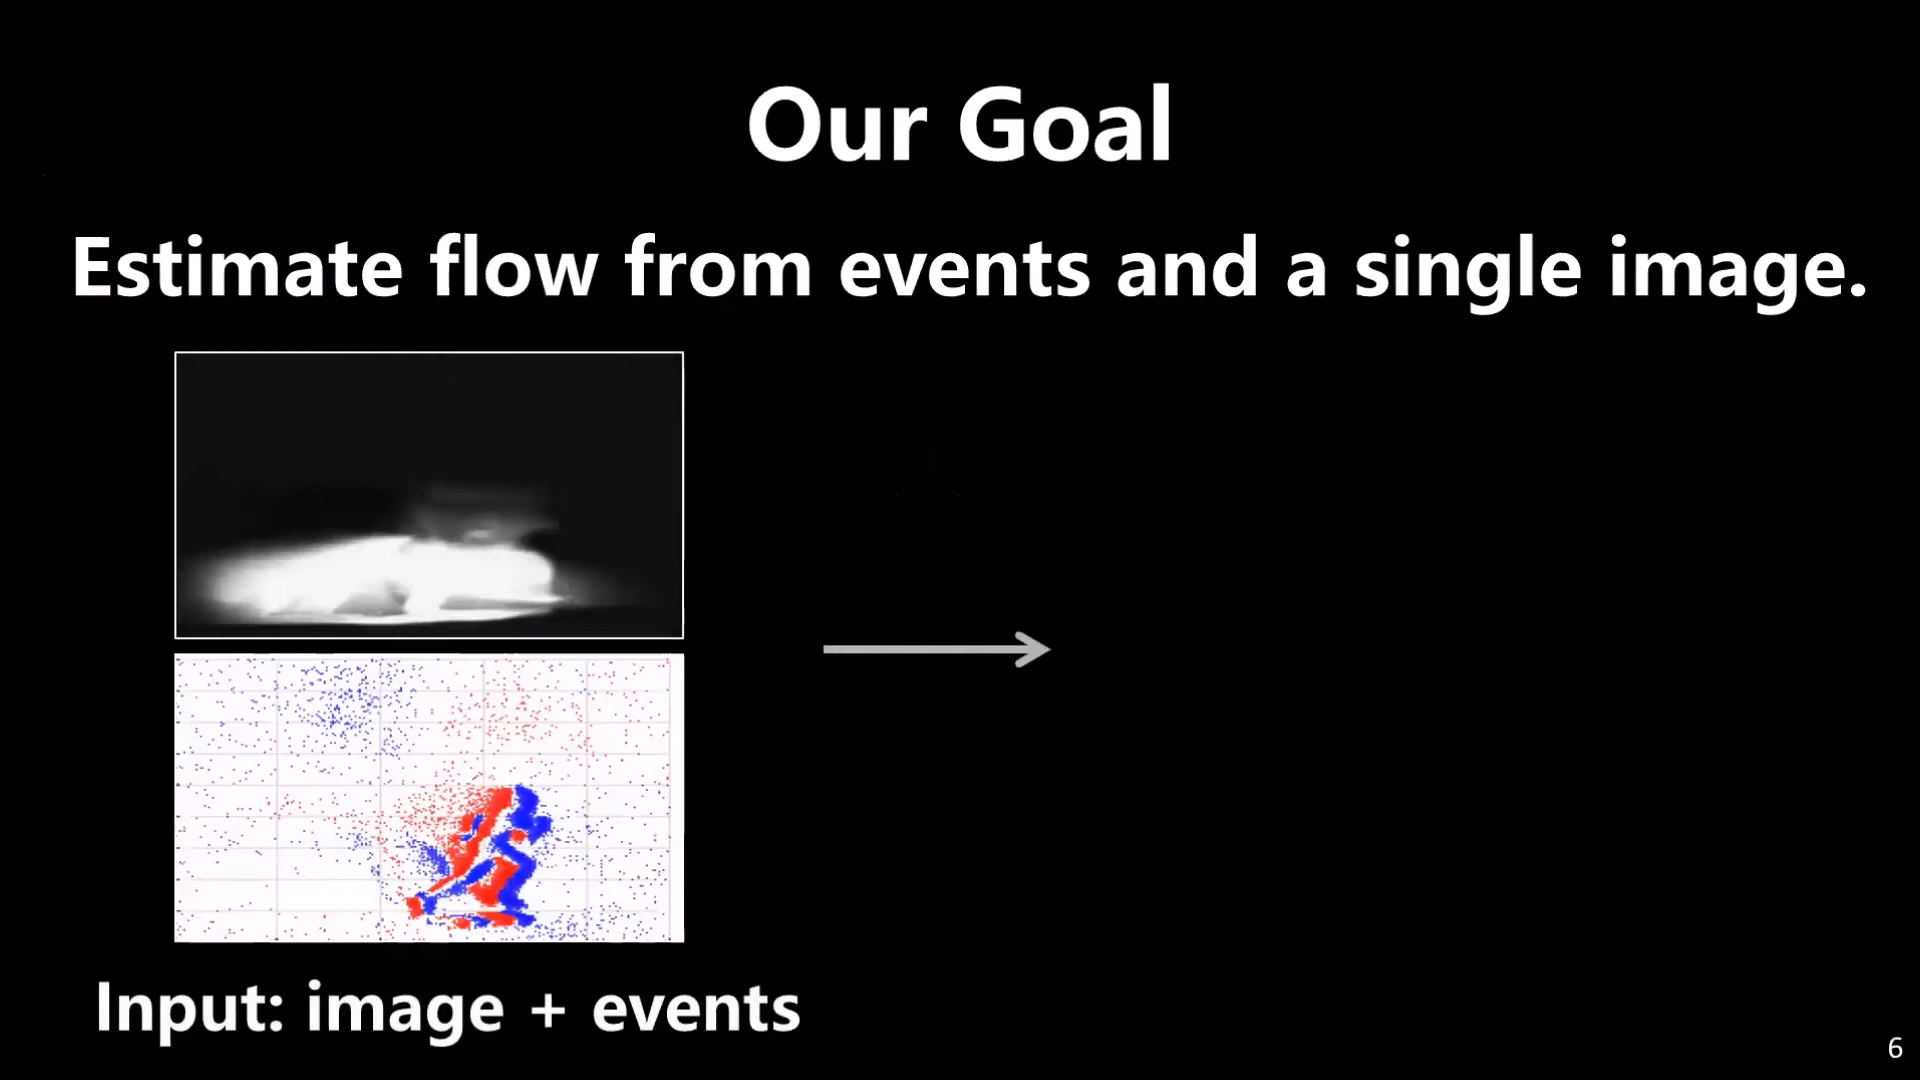 Our Goal
Estimate flow from events and a single image.
Input: image + events
6